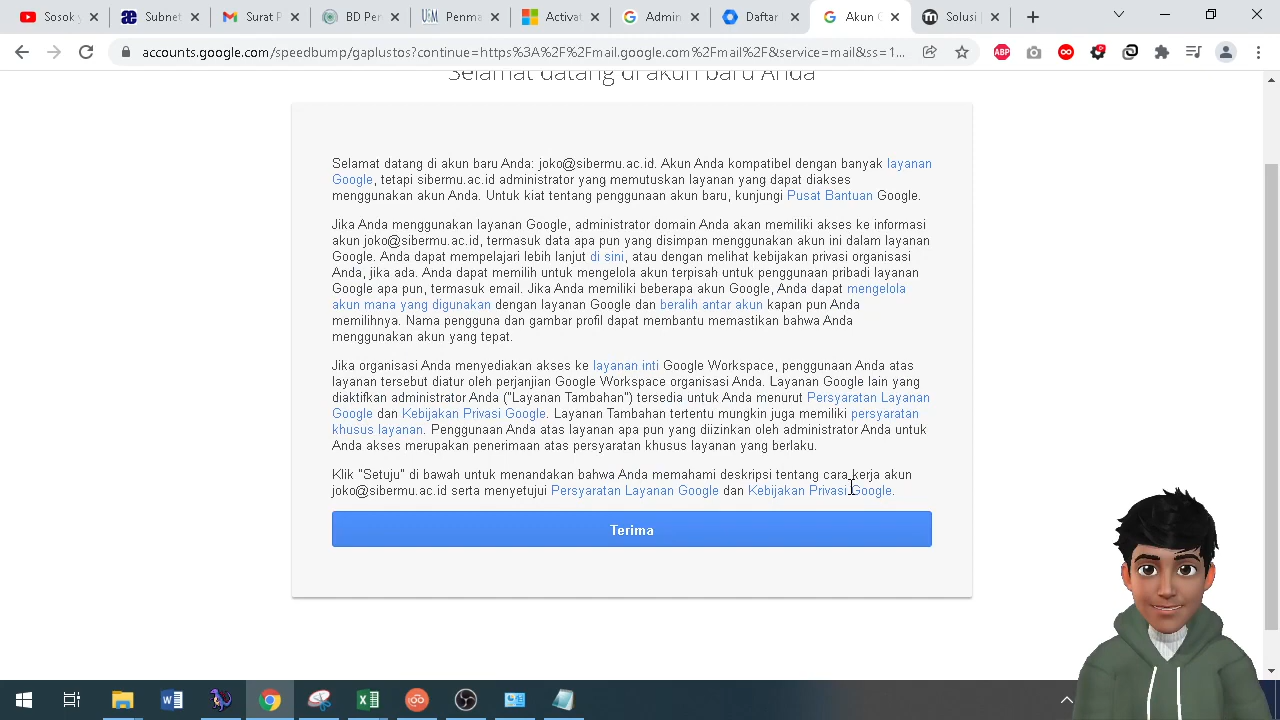 Sosok y
Subnet
Surat P
BD Per
Danma
Activat
Admin
Daftar
Akun G
Solusi
accounts.google.com/speedbump/gaplustos?continue=https%3A%2F%2Fmail.google.com%2Fmail%2F&service=mail&ss=1...
ABP
Selamat datang di akun baru Anda
Selamat datang di akun baru Anda: joko@sibermu.ac.id. Akun Anda kompatibel dengan banyak layanan
Google, tetapi sibermu.ac.id administrator yang memutuskan layanan yang dapat diakses
menggunakan akun Anda. Untuk kiat tentang penggunaan akun baru, kunjungi Pusat Bantuan Google.
Jika Anda menggunakan layanan Google, administrator domain Anda akan memiliki akses ke informasi
akun joko@sibermu.ac.id, termasuk data apa pun yang disimpan menggunakan akun ini dalam layanan
Google. Anda dapat mempelajari lebih lanjut di sini, atau dengan melihat kebijakan privasi organisasi
Anda, jika ada. Anda dapat memilih untuk mengelola akun terpisah untuk penggunaan pribadi layanan
Google apa pun, termasuk email. Jika Anda memiliki beberapa akun Google, Anda dapat mengelola
akun mana yang digunakan dengan layanan Google dan beralih antar akun kapan pun Anda
memilihnya. Nama pengguna dan gambar profil dapat membantu memastikan bahwa Anda
menggunakan akun yang tepat.
Jika organisasi Anda menyediakan akses ke layanan inti Google Workspace, penggunaan Anda atas
layanan tersebut diatur oleh perjanjian Google Workspace organisasi Anda. Layanan Google lain yang
diaktifkan administrator Anda ("Layanan Tambahan") tersedia untuk Anda menurut Persyaratan Layanan
Google dan Kebijakan Privasi Google. Layanan Tambahan tertentu mungkin juga memiliki persyaratan
khusus layanan. Penggunaan Anda atas layanan apa pun yang diizinkan oleh administrator Anda untuk
Anda akses merupakan penerimaan atas persyaratan khusus layanan yang berlaku.
Klik "Setuju" di bawah untuk menandakan bahwa Anda memahami deskripsi tentang cara kerja akun
joko@sibermu.ac.id serta menyetujui Persyaratan Layanan Google dan Kebijakan Privasi Google.
Terima